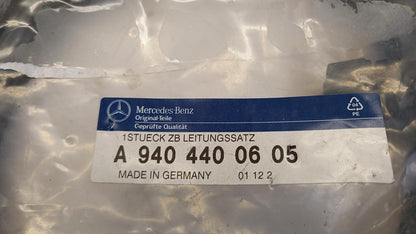 Mercedes-Benz
Original-Teile
Geprüfte Qualität
04
PE
1STUECK ZB LEITUNGSSATZ
A 940 440 06 05
MADE IN GERMANY 01 12 2